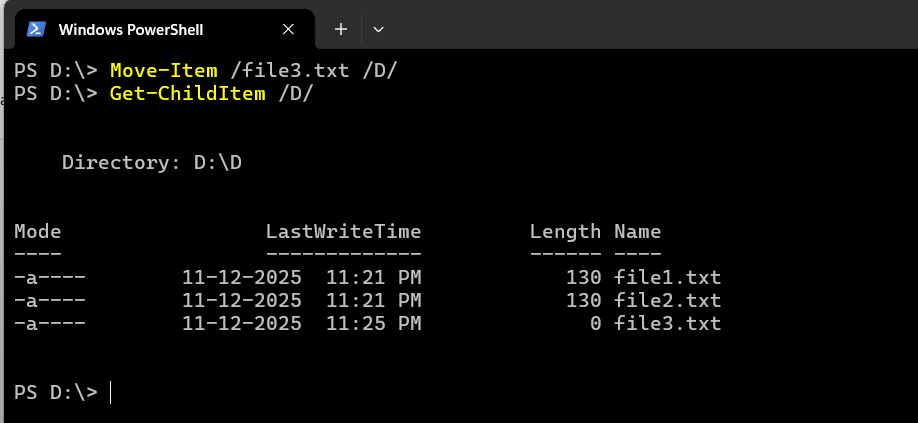 Windows PowerShell
PS D:\> Move-Item /file3.txt /D/
PS D:\> Get-ChildItem /D/
Directory: D:\D
Mode                 LastWriteTime         Length Name
----                 -------------         ------ ----
-a----        11-12-2025  11:21 PM            130 file1.txt
-a----        11-12-2025  11:21 PM            130 file2.txt
-a----        11-12-2025  11:25 PM              0 file3.txt
PS D:\>